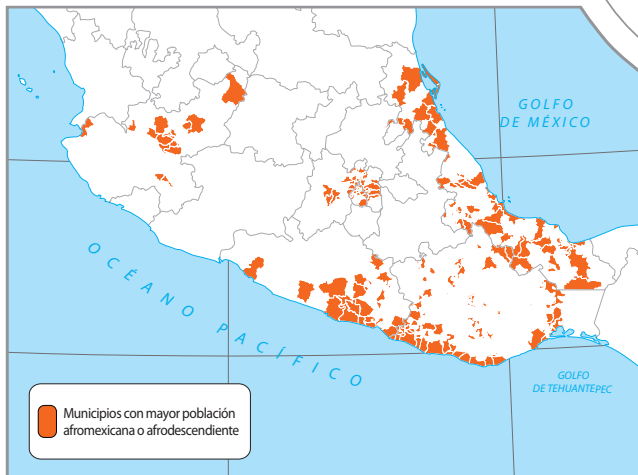 GOLFO
DE MÉXICO
OCÉANO PACÍFICO
GOLFO
DE TEHUANTEPEC
Municipios con mayor población
afromexicana o afrodescendiente